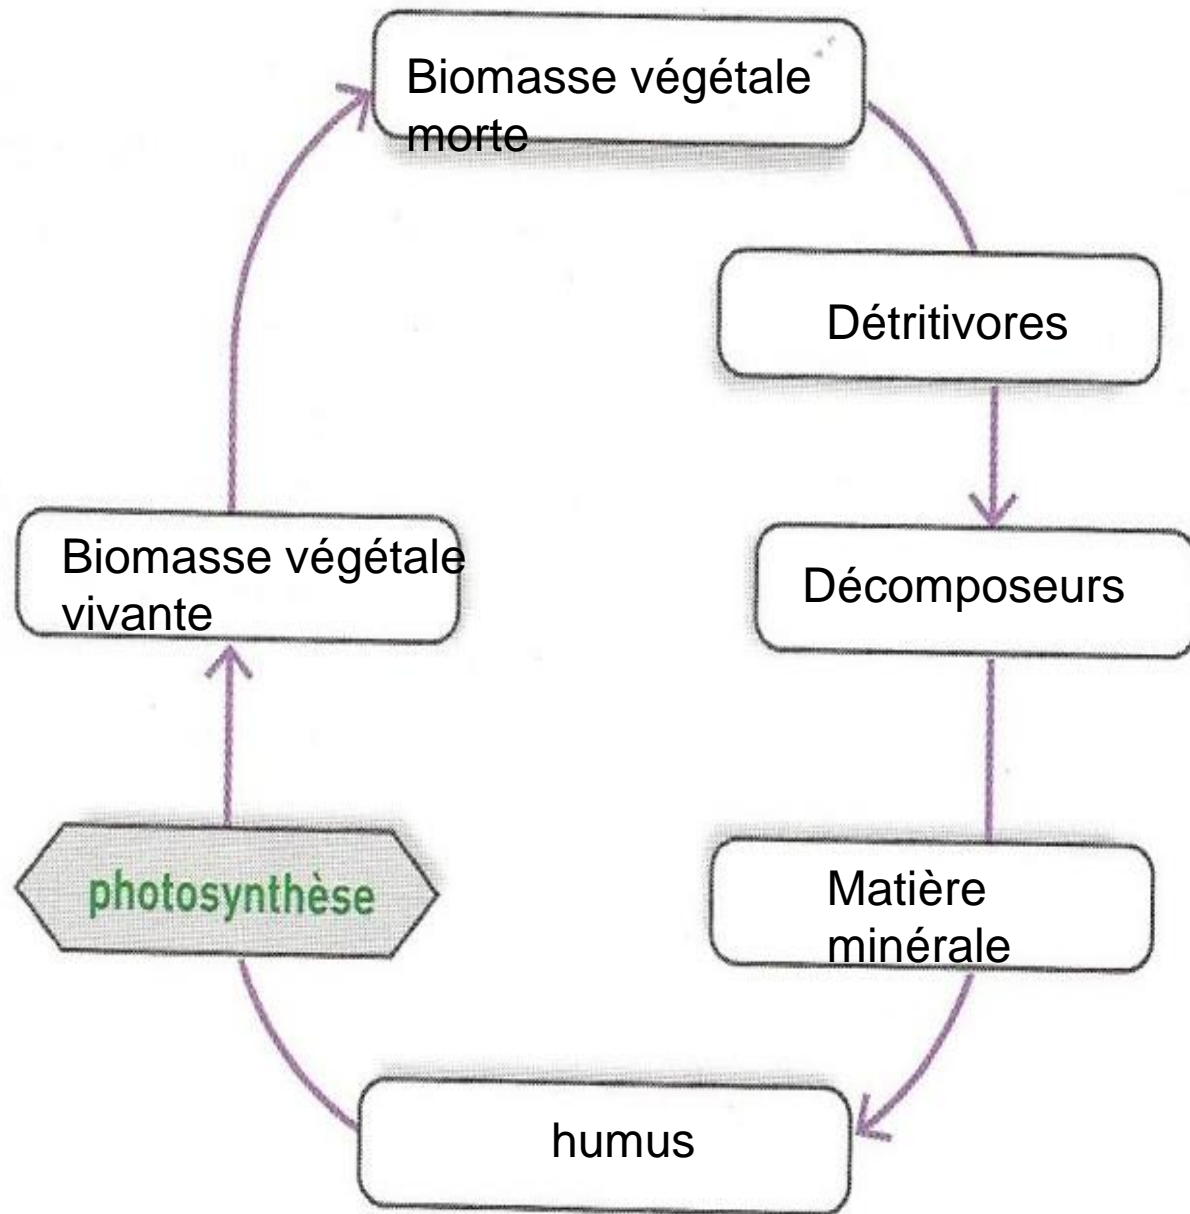 Biomasse végétale
morte
Détritivores
Biomasse végétale
vivante
Décomposeurs
photosynthèse
Matière
minérale
humus